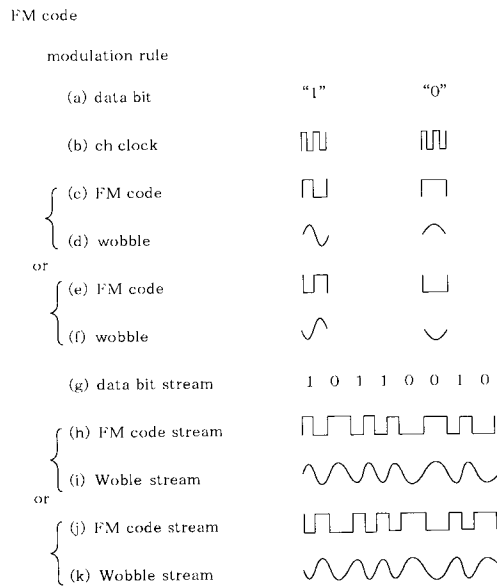 FM code
modulation rule
(a) data bit "1" "0"
(b) ch clock
(c) FM code
(d) wobble
or
(e) FM code
(f) wobble
(g) data bit stream 1 0 1 1 0 0 1 0
(h) FM code stream
(i) Woble stream
or
(j) FM code stream
(k) Wobble stream